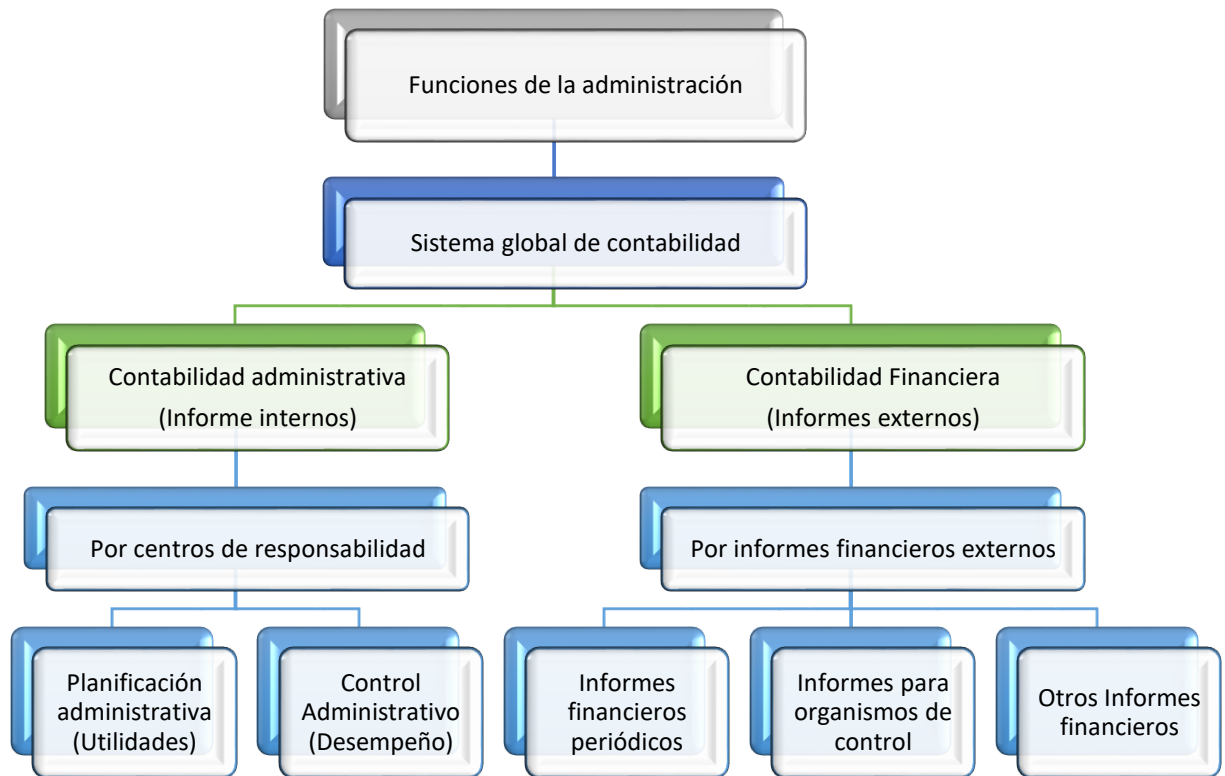 Funciones de la administración
Sistema global de contabilidad
Contabilidad administrativa
(Informe internos)
Contabilidad Financiera
(Informes externos)
Por centros de responsabilidad
Por informes financieros externos
Planificación
administrativa
(Utilidades)
Control
Administrativo
(Desempeño)
Informes
financieros
periódicos
Informes para
organismos de
control
Otros Informes
financieros